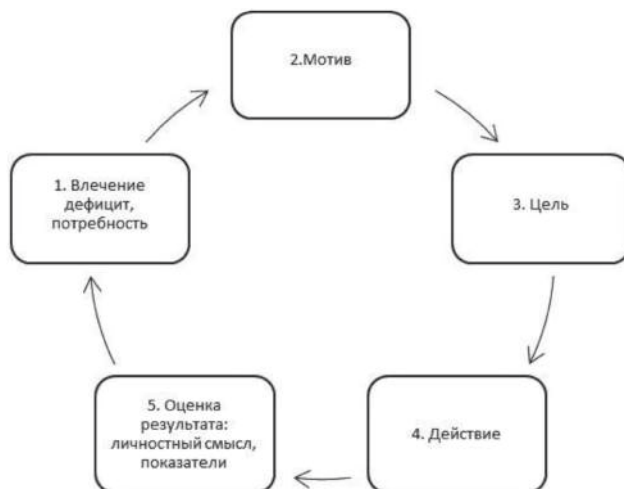 2.Мотив
1. Влечение
дефицит,
потребность
3. Цель
5. Оценка
результата:
личностный смысл,
показатели
4. Действие